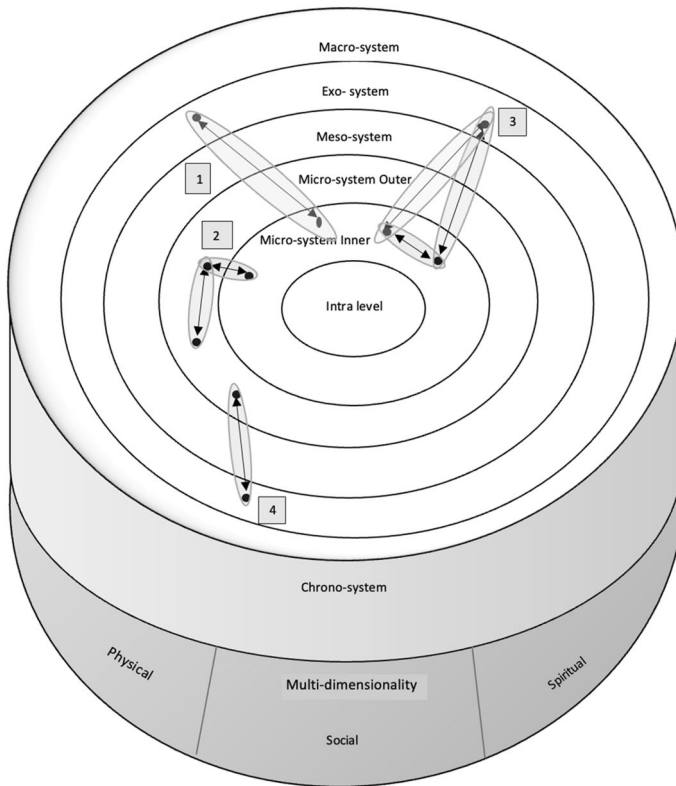 Macro-system
Exo- system
Meso-system
Micro-system Outer
Micro-system Inner
Intra level
1
2
3
4
Chrono-system
Physical
Multi-dimensionality
Social
Spiritual